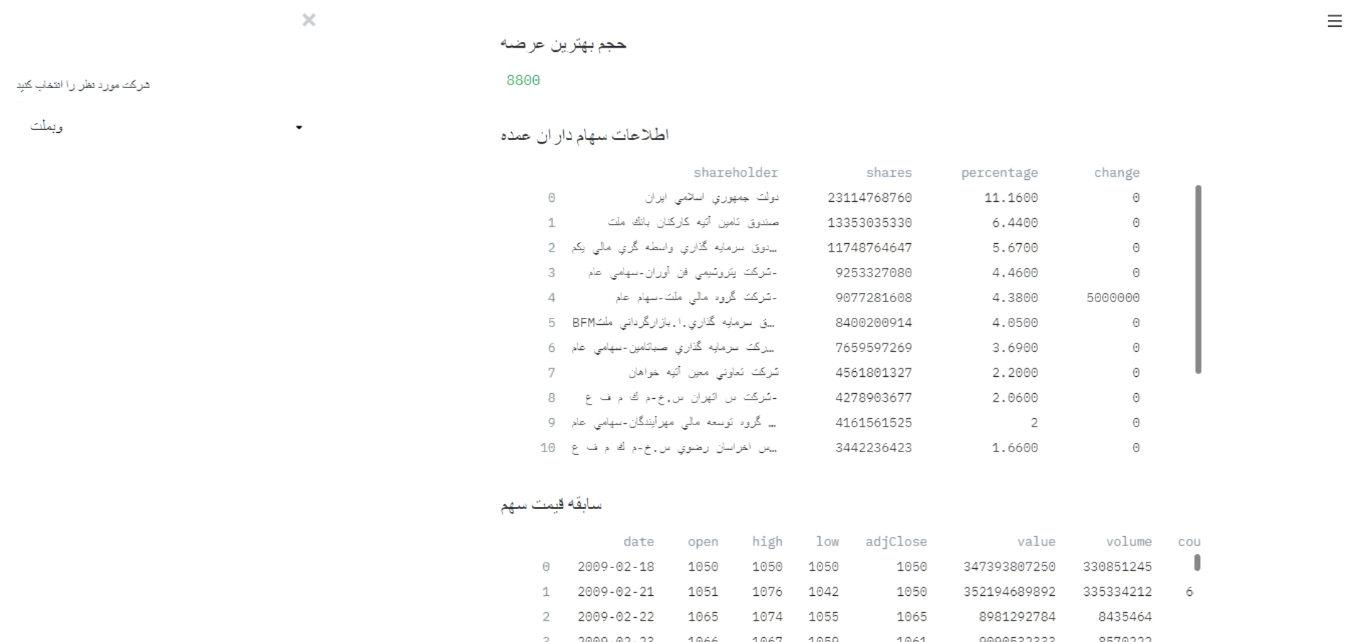 ×
شرکت مورد نظر را انتخاب کنید
وبملت
حجم بهترین عرضه
8800
اطلاعات سهام داران عمده
shareholder shares percentage change
0 دولت جمهوري اسلامي ايران 23114768760 11.1600 0
1 صندوق تامين آتيه كاركنان بانك ملت 13353035330 6.4400 0
2 …دوق سرمايه گذاري واسطه گري مالي يكم 11748764647 5.6700 0
3 شركت پتروشيمي فن آوران-سهامي عام- 9253327080 4.4600 0
4 شركت گروه مالي ملت-سهام عام- 9077281608 4.3800 5000000
5 …ق سرمايه گذاري.ا.بازارگرداني ملتBFM 8400200914 4.0500 0
6 …ركت سرمايه گذاري صباتامين-سهامي عام 7659597269 3.6900 0
7 شركت تعاوني معين آتيه خواهان 4561801327 2.2000 0
8 شركت س اتهران س.خ-م ك م ف ع- 4278903677 2.0600 0
9 … گروه توسعه مالي مهرآيندگان-سهامي عام 4161561525 2 0
10 …س اخراسان رضوي س.خ-م ك م ف ع 3442236423 1.6600 0
سابقه قیمت سهم
date open high low adjClose value volume cou
0 2009-02-18 1050 1050 1050 1050 347393807250 330851245
1 2009-02-21 1051 1076 1042 1050 352194689892 335334212 6
2 2009-02-22 1065 1074 1055 1065 8981292784 8435464
3 2009-02-23 1066 1067 1059 1061 9090532333 8570222